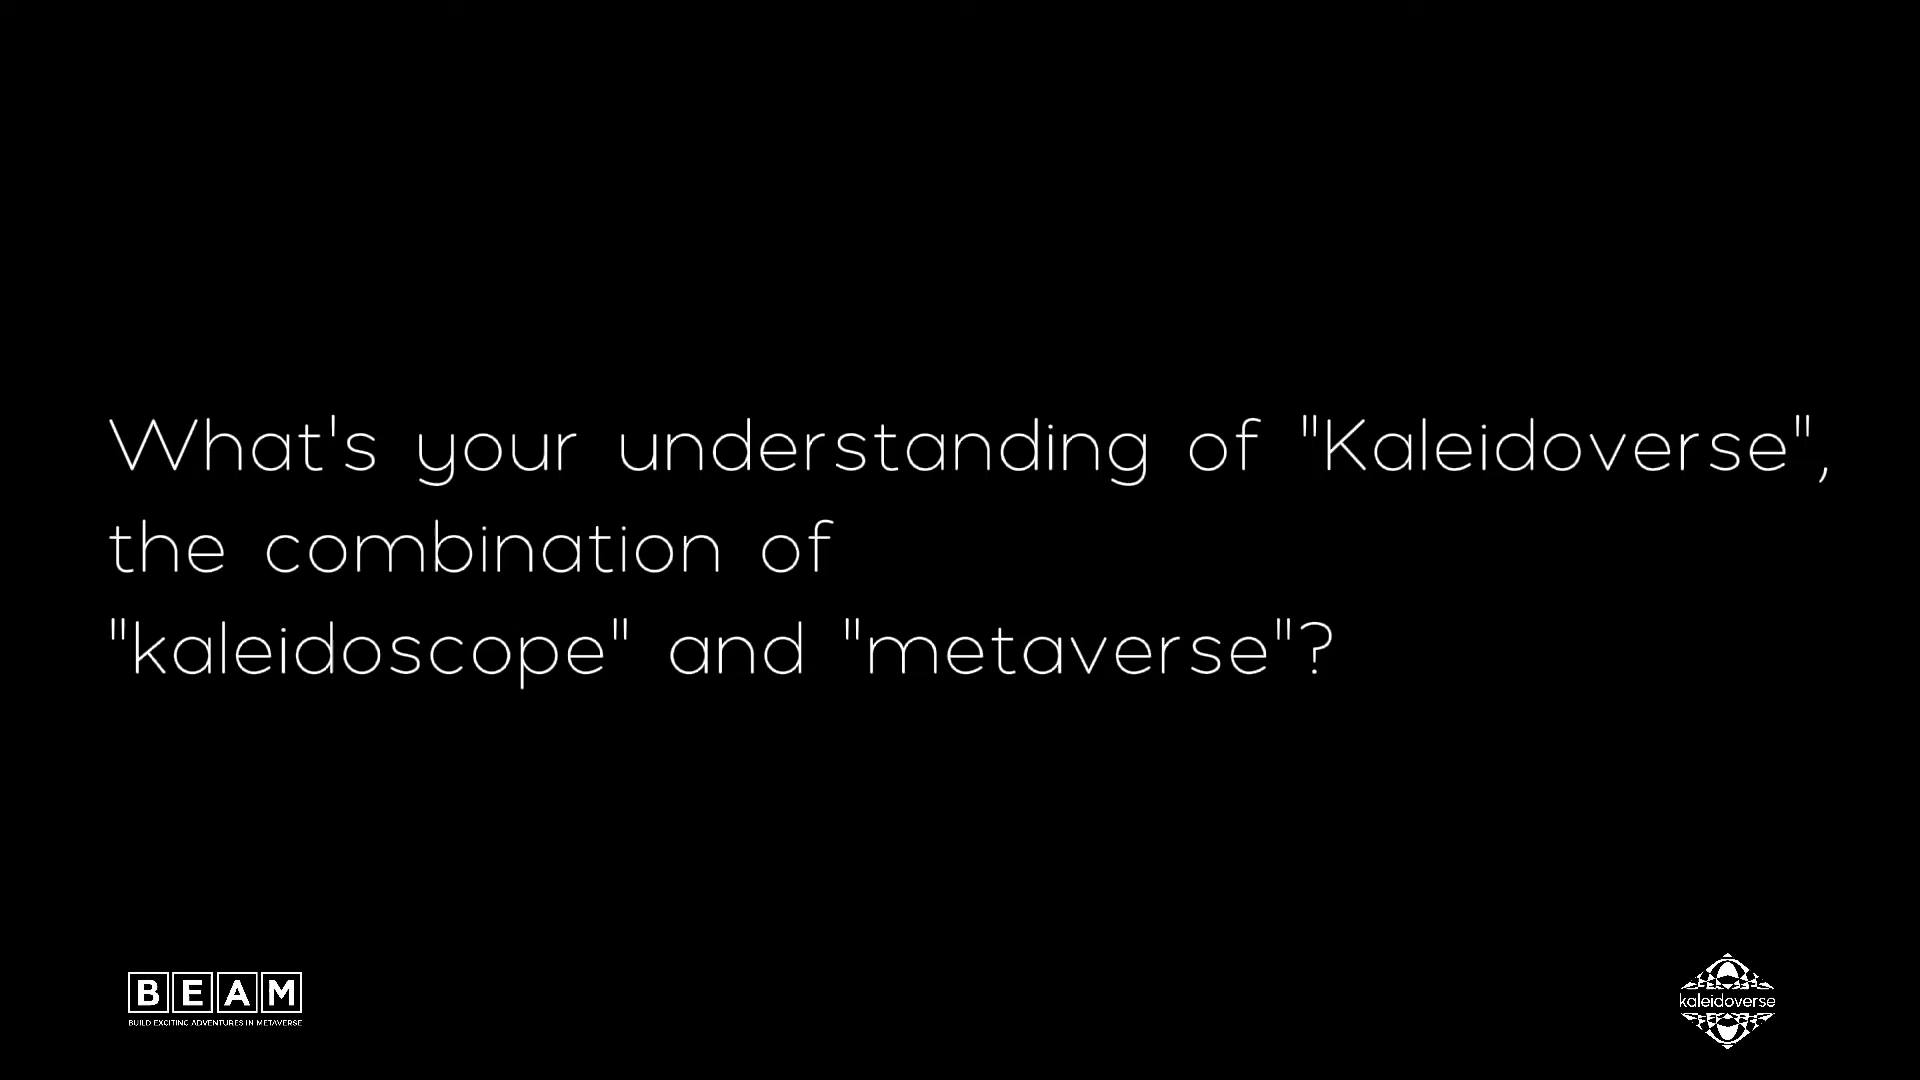 What's your understanding of "Kaleidoverse",
the combination of
"kaleidoscope" and "metaverse"?
BEAM
BUILD EXCITING ADVENTURES IN METAVERSE
kaleidoverse